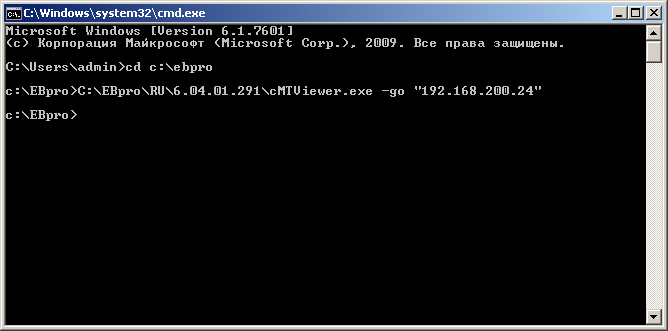 C:\Windows\system32\cmd.exe
Microsoft Windows [Version 6.1.7601]
(c) Корпорация Майкрософт (Microsoft Corp.), 2009. Все права защищены.
C:\Users\admin>cd c:\ebpro
c:\EBpro>C:\EBpro\RU\6.04.01.291\cMTViewer.exe -go "192.168.200.24"
c:\EBpro>